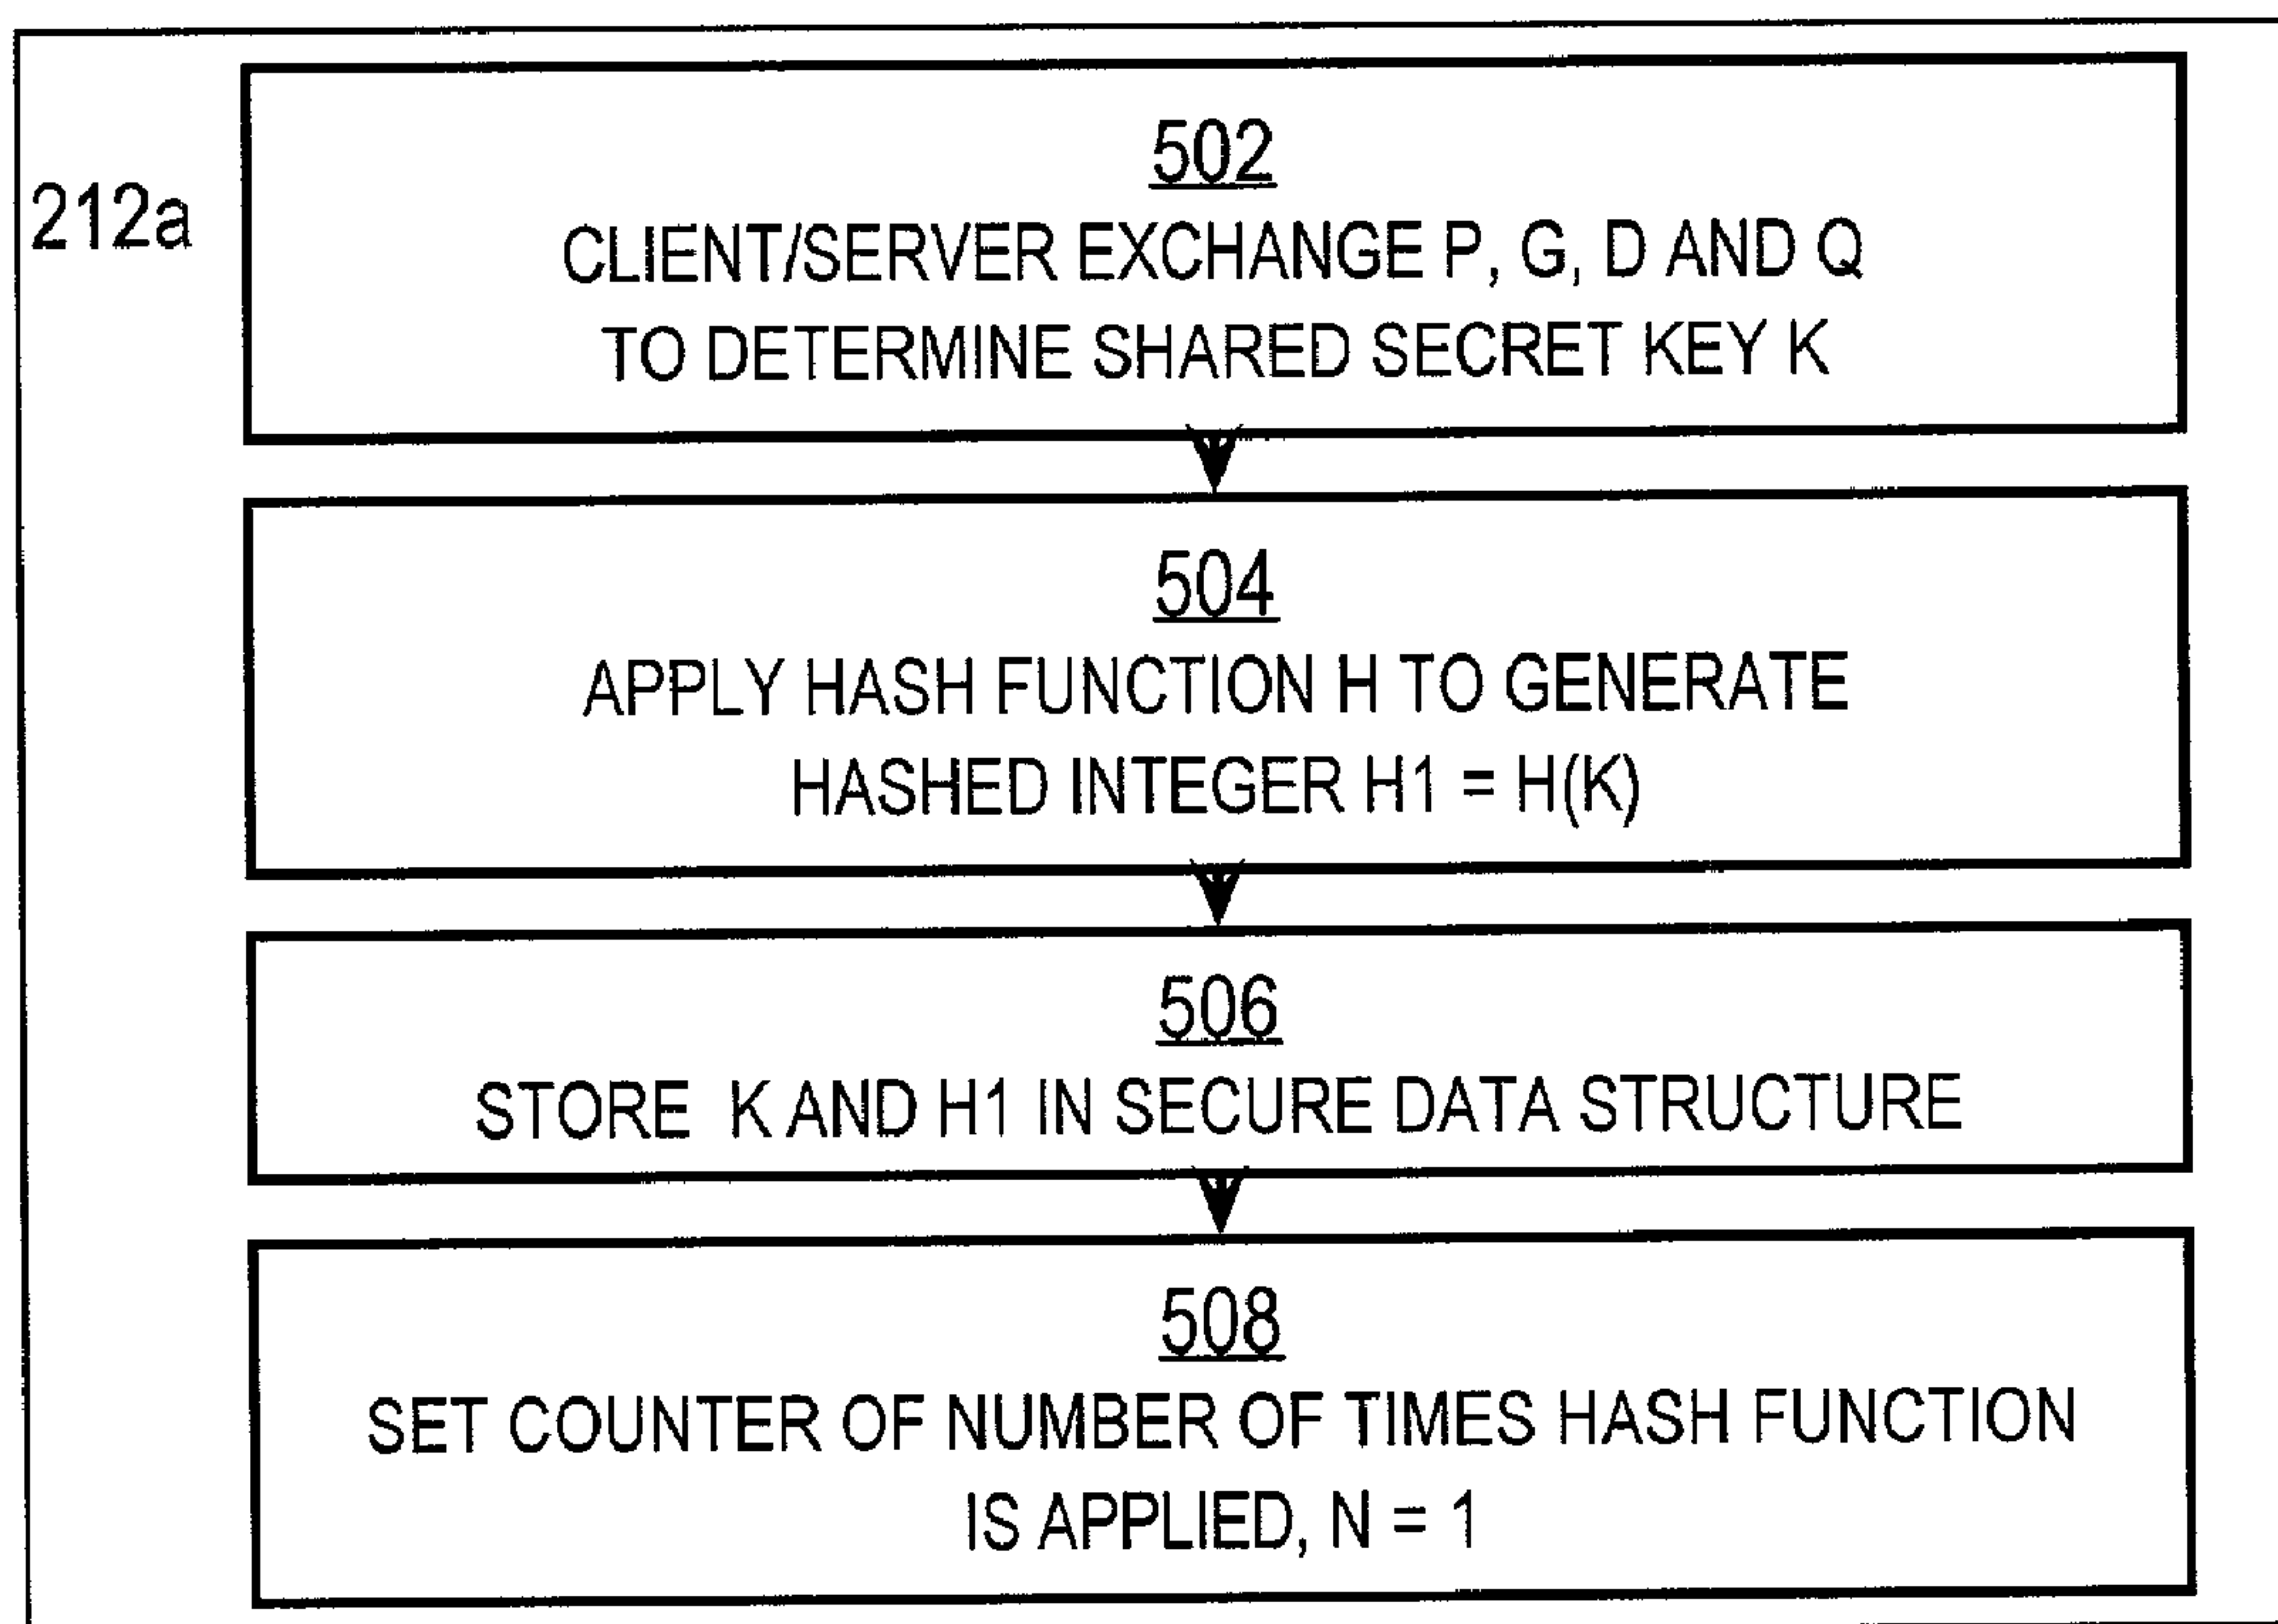 212a
502
CLIENT/SERVER EXCHANGE P, G, D AND Q
TO DETERMINE SHARED SECRET KEY K
504
APPLY HASH FUNCTION H TO GENERATE
HASHED INTEGER H1 = H(K)
506
STORE K AND H1 IN SECURE DATA STRUCTURE
508
SET COUNTER OF NUMBER OF TIMES HASH FUNCTION
IS APPLIED, N = 1